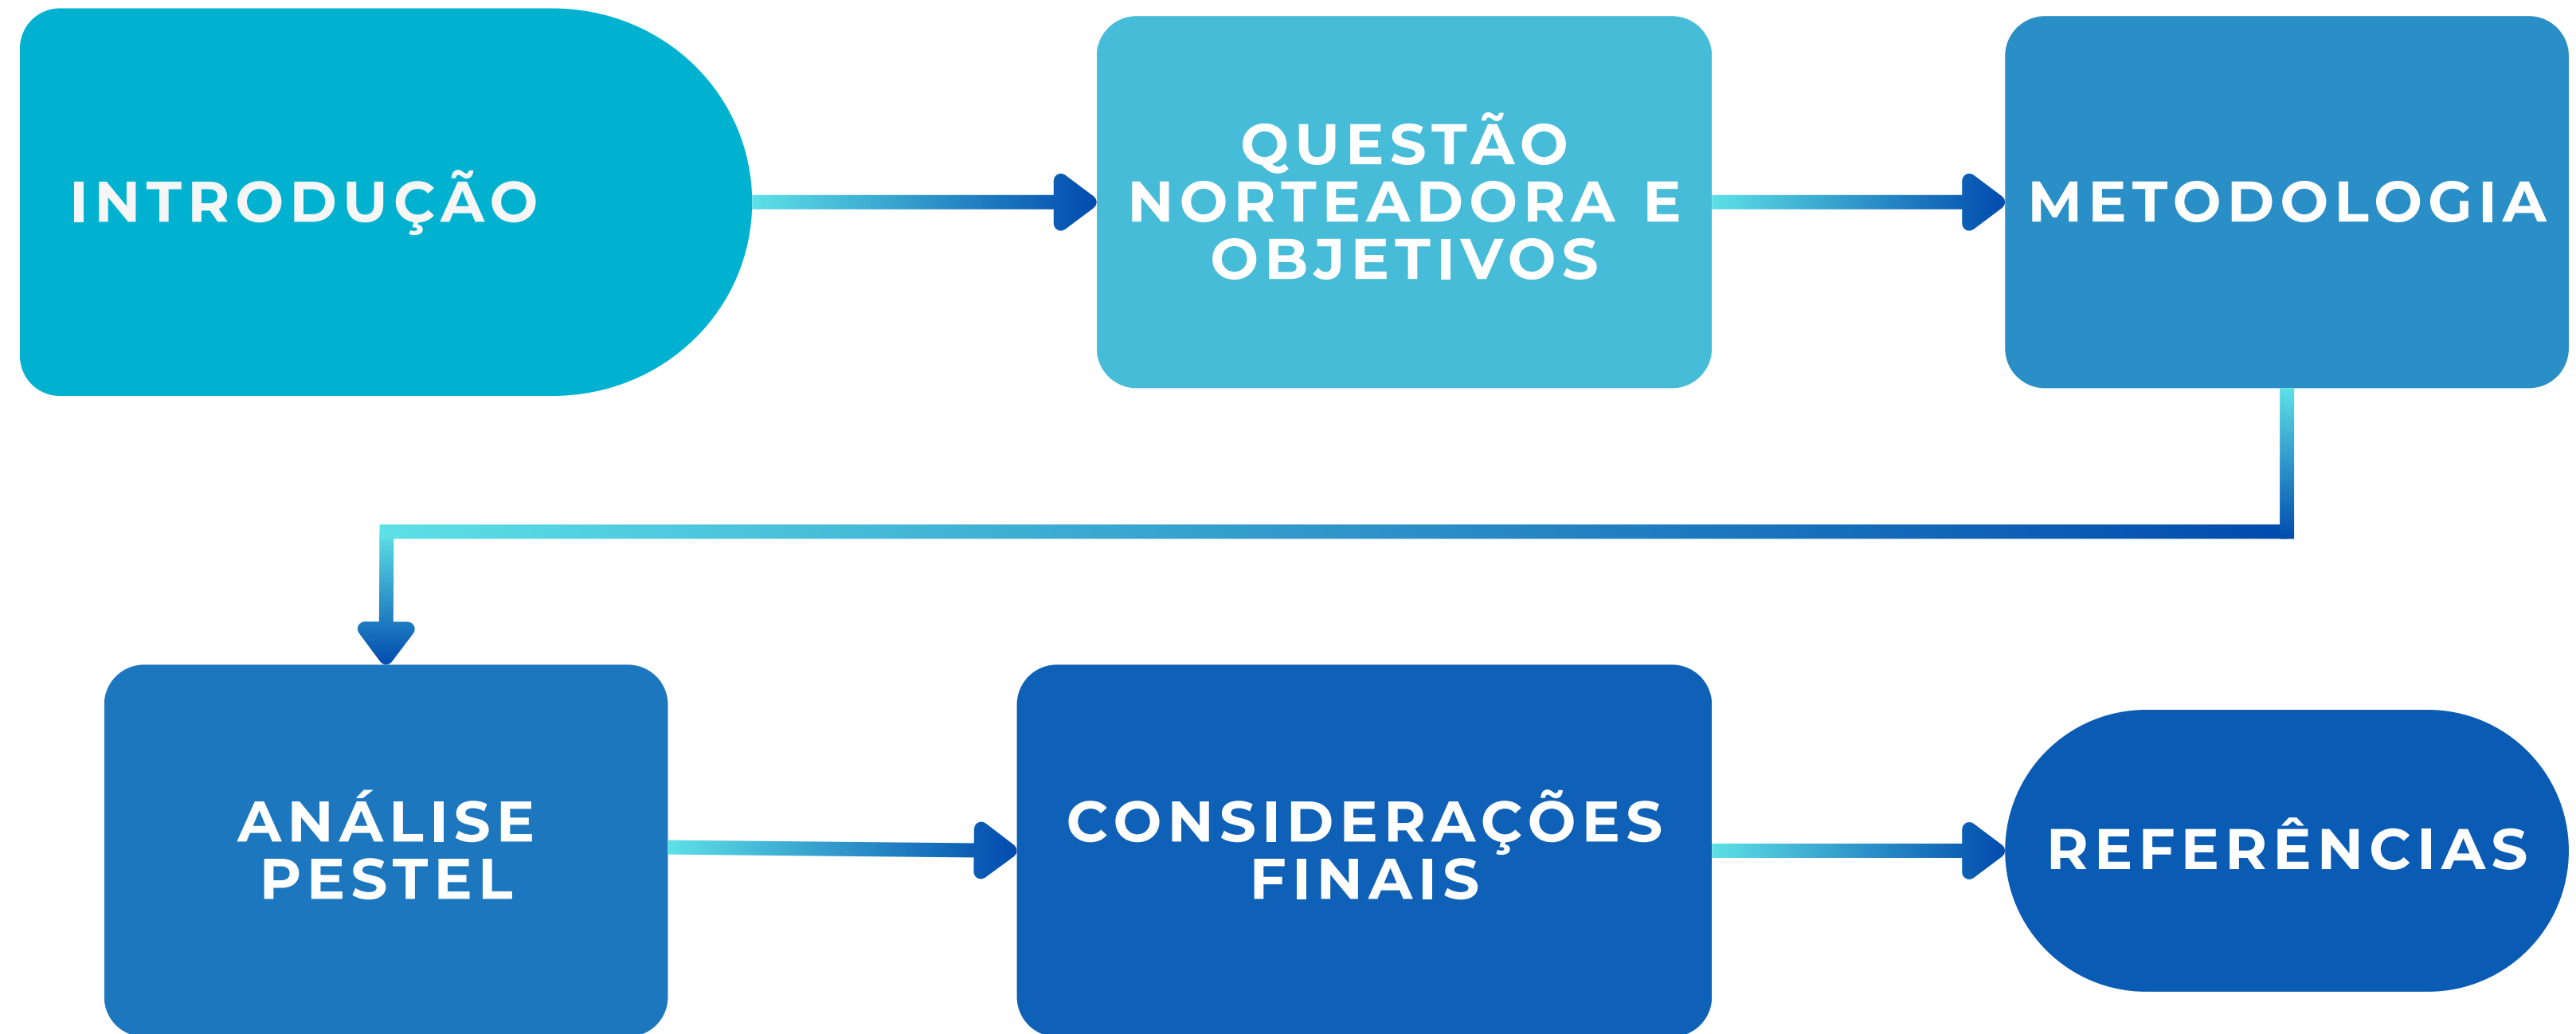 INTRODUÇÃO
QUESTÃO
NORTEADORA E
OBJETIVOS
METODOLOGIA
ANÁLISE
PESTEL
CONSIDERAÇÕES
FINAIS
REFERÊNCIAS